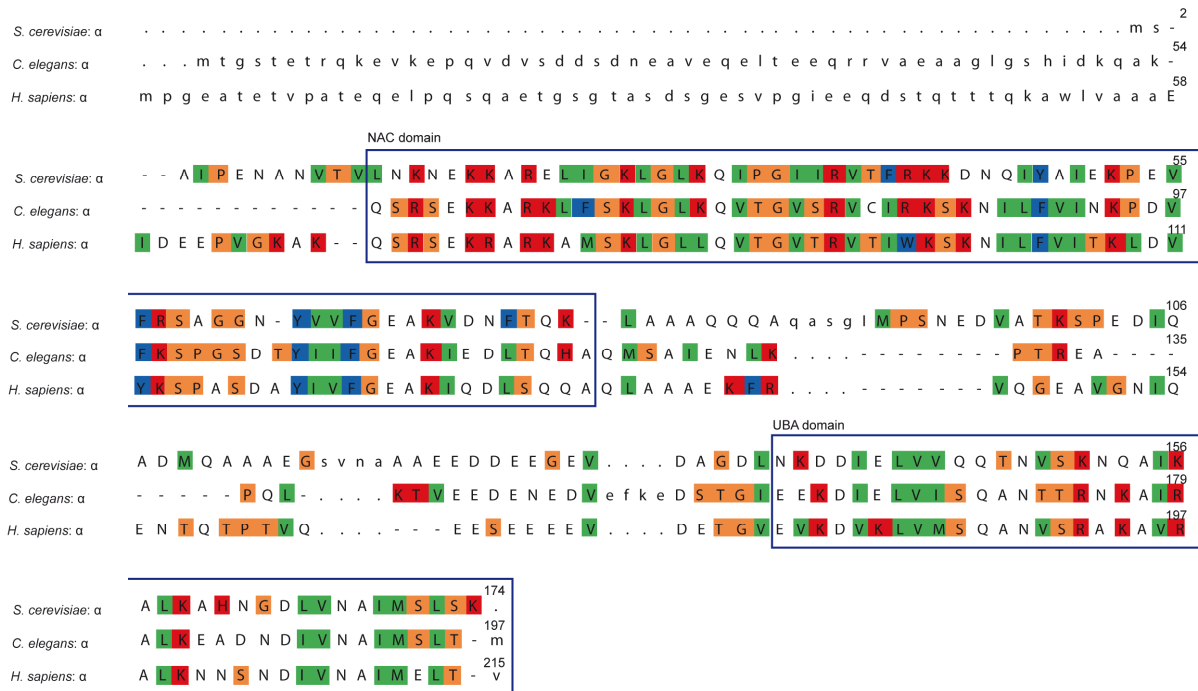 2
S. cerevisiae: α . . . . . . . . . . . . . . . . . . . . . . . . . . . . . . . . . . . . . . . . . . . . . . . . . . . . . . . m s -
54
C. elegans: α . . . m t g s t e t r q k e v k e p q v d v s d d s d n e a v e q e l t e e q r r v e a a g l g s h i d k q a k -
58
H. sapiens: α m p g e a t e t v p a t e q e l p q s q a e t g s g t a s d s g e s v p g i e e q d s t q t t t q k a w l v a a a E
NAC domain
55
S. cerevisiae: α - - A I P E N A N V T V L N K N E K K A R E L I G K L G L K Q I P G I I R V T F R K K D N Q I Y A I E K P E V
97
C. elegans: α - - - - - - - - - - - - Q S R S E K K A R K L F S K L G L K Q V T G V S R V C I R K S K N I L F V I N K P D V
111
H. sapiens: α I D E E P V G K A K - - Q S R S E K R A R K A M S K L G L L Q V T G V T R V T I W K S K N I L F V I T K L D V
106
S. cerevisiae: α F R S A G G N - Y V V F G E A K V D N F T Q K - - L A A A Q Q Q A q a s g I M P S N E D V A T K S P E D I Q
135
C. elegans: α F K S P G S D T Y I I F G E A K I E D L T Q H A Q M S A I E N L K . . . . - - - - - - - - - P T R E A - - - -
154
H. sapiens: α Y K S P A S D A Y I V F G E A K I Q D L S Q Q A Q L A A A E K F R . . . . - - - - - - - - V Q G E A V G N I Q
UBA domain
156
S. cerevisiae: α A D M Q A A A E G s v n a A A E E D D E E G E V . . . . D A G D L N K D D I E L V V Q Q T N V S K N Q A I K
179
C. elegans: α - - - - - P Q L - . . . . K T V E E D E N E D V e f k e D S T G I E E K D I E L V I S Q A N T T R N K A I R
197
H. sapiens: α E N T Q T P T V Q . . . . - - - E E S E E E E V . . . . D E T G V E V K D V K L V M S Q A N V S R A K A V R
174
S. cerevisiae: α A L K A H N G D L V N A I M S L S K .
197
C. elegans: α A L K E A D N D I V N A I M S L T - m
215
H. sapiens: α A L K N N S N D I V N A I M E L T - v